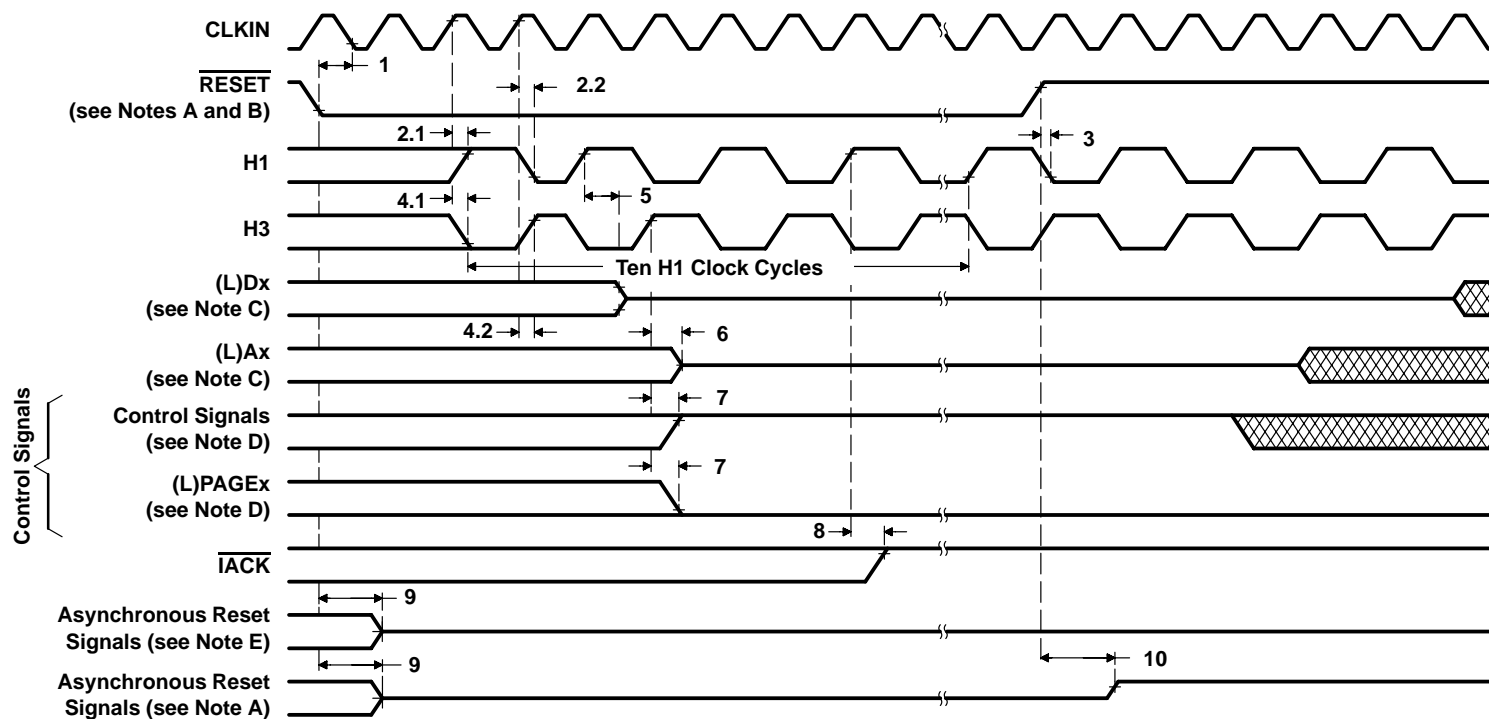 CLKIN
1
RESET
(see Notes A and B)
2.2
2.1
3
H1
4.1
5
H3
Ten H1 Clock Cycles
(L)Dx
(see Note C)
4.2
6
(L)Ax
(see Note C)
Control Signals
7
Control Signals
(see Note D)
7
(L)PAGEx
(see Note D)
8
IACK
9
Asynchronous Reset
Signals (see Note E)
9
10
Asynchronous Reset
Signals (see Note A)